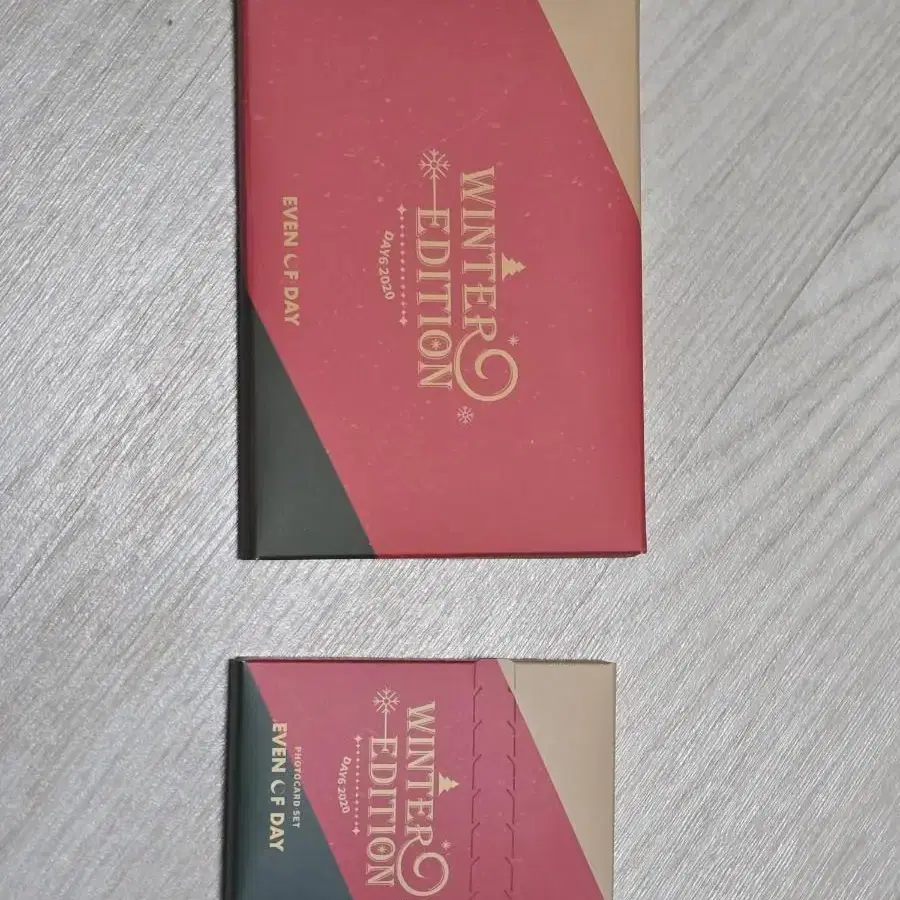 WINTER
EDITION
DAY6 2020
EVEN OF DAY
WINTER
EDITION
DAY6 2020
PHOTOCARD SET
EVEN OF DAY